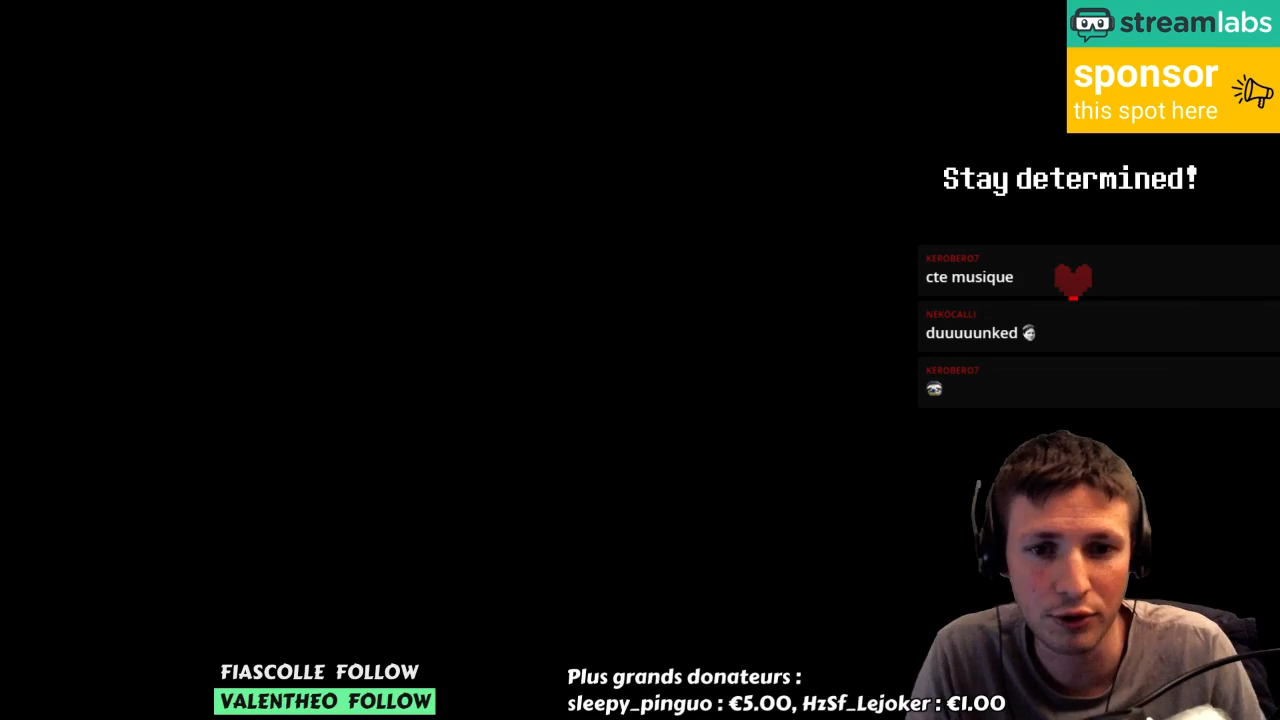 streamlabs
sponsor
this spot here
Stay determined!
KEROBERO7
cte musique
NEKOCALLI
duuuuunked
KEROBERO7
FIASCOLLE FOLLOW
VALENTHEO FOLLOW
Plus grands donateurs :
sleepy_pinguo : €5.00, HzSf_Lejoker : €1.00